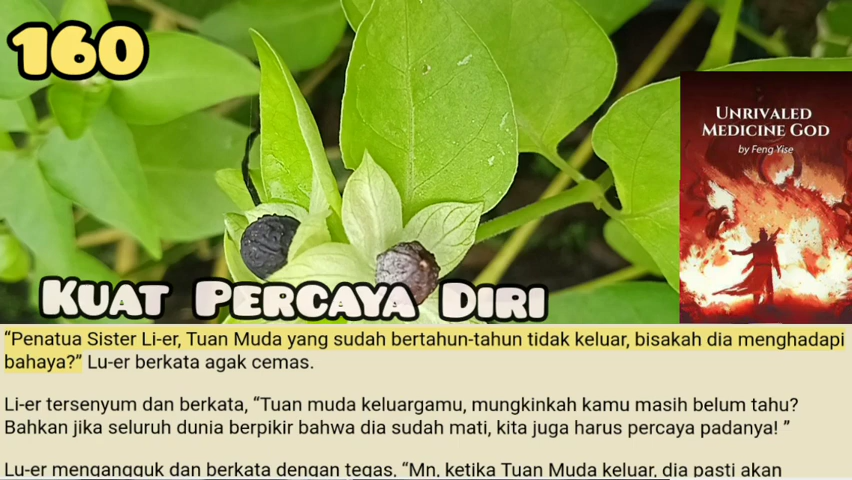 160
UNRIVALED
MEDICINE GOD
by Feng Yise
KUAT PERCAYA DIRI
“Penatua Sister Li-er, Tuan Muda yang sudah bertahun-tahun tidak keluar, bisakah dia menghadapi
bahaya?” Lu-er berkata agak cemas.
Li-er tersenyum dan berkata, “Tuan muda keluargamu, mungkinkah kamu masih belum tahu?
Bahkan jika seluruh dunia berpikir bahwa dia sudah mati, kita juga harus percaya padanya! ”
Lu-er mengangguk dan berkata dengan tegas, “Mn, ketika Tuan Muda keluar, dia pasti akan